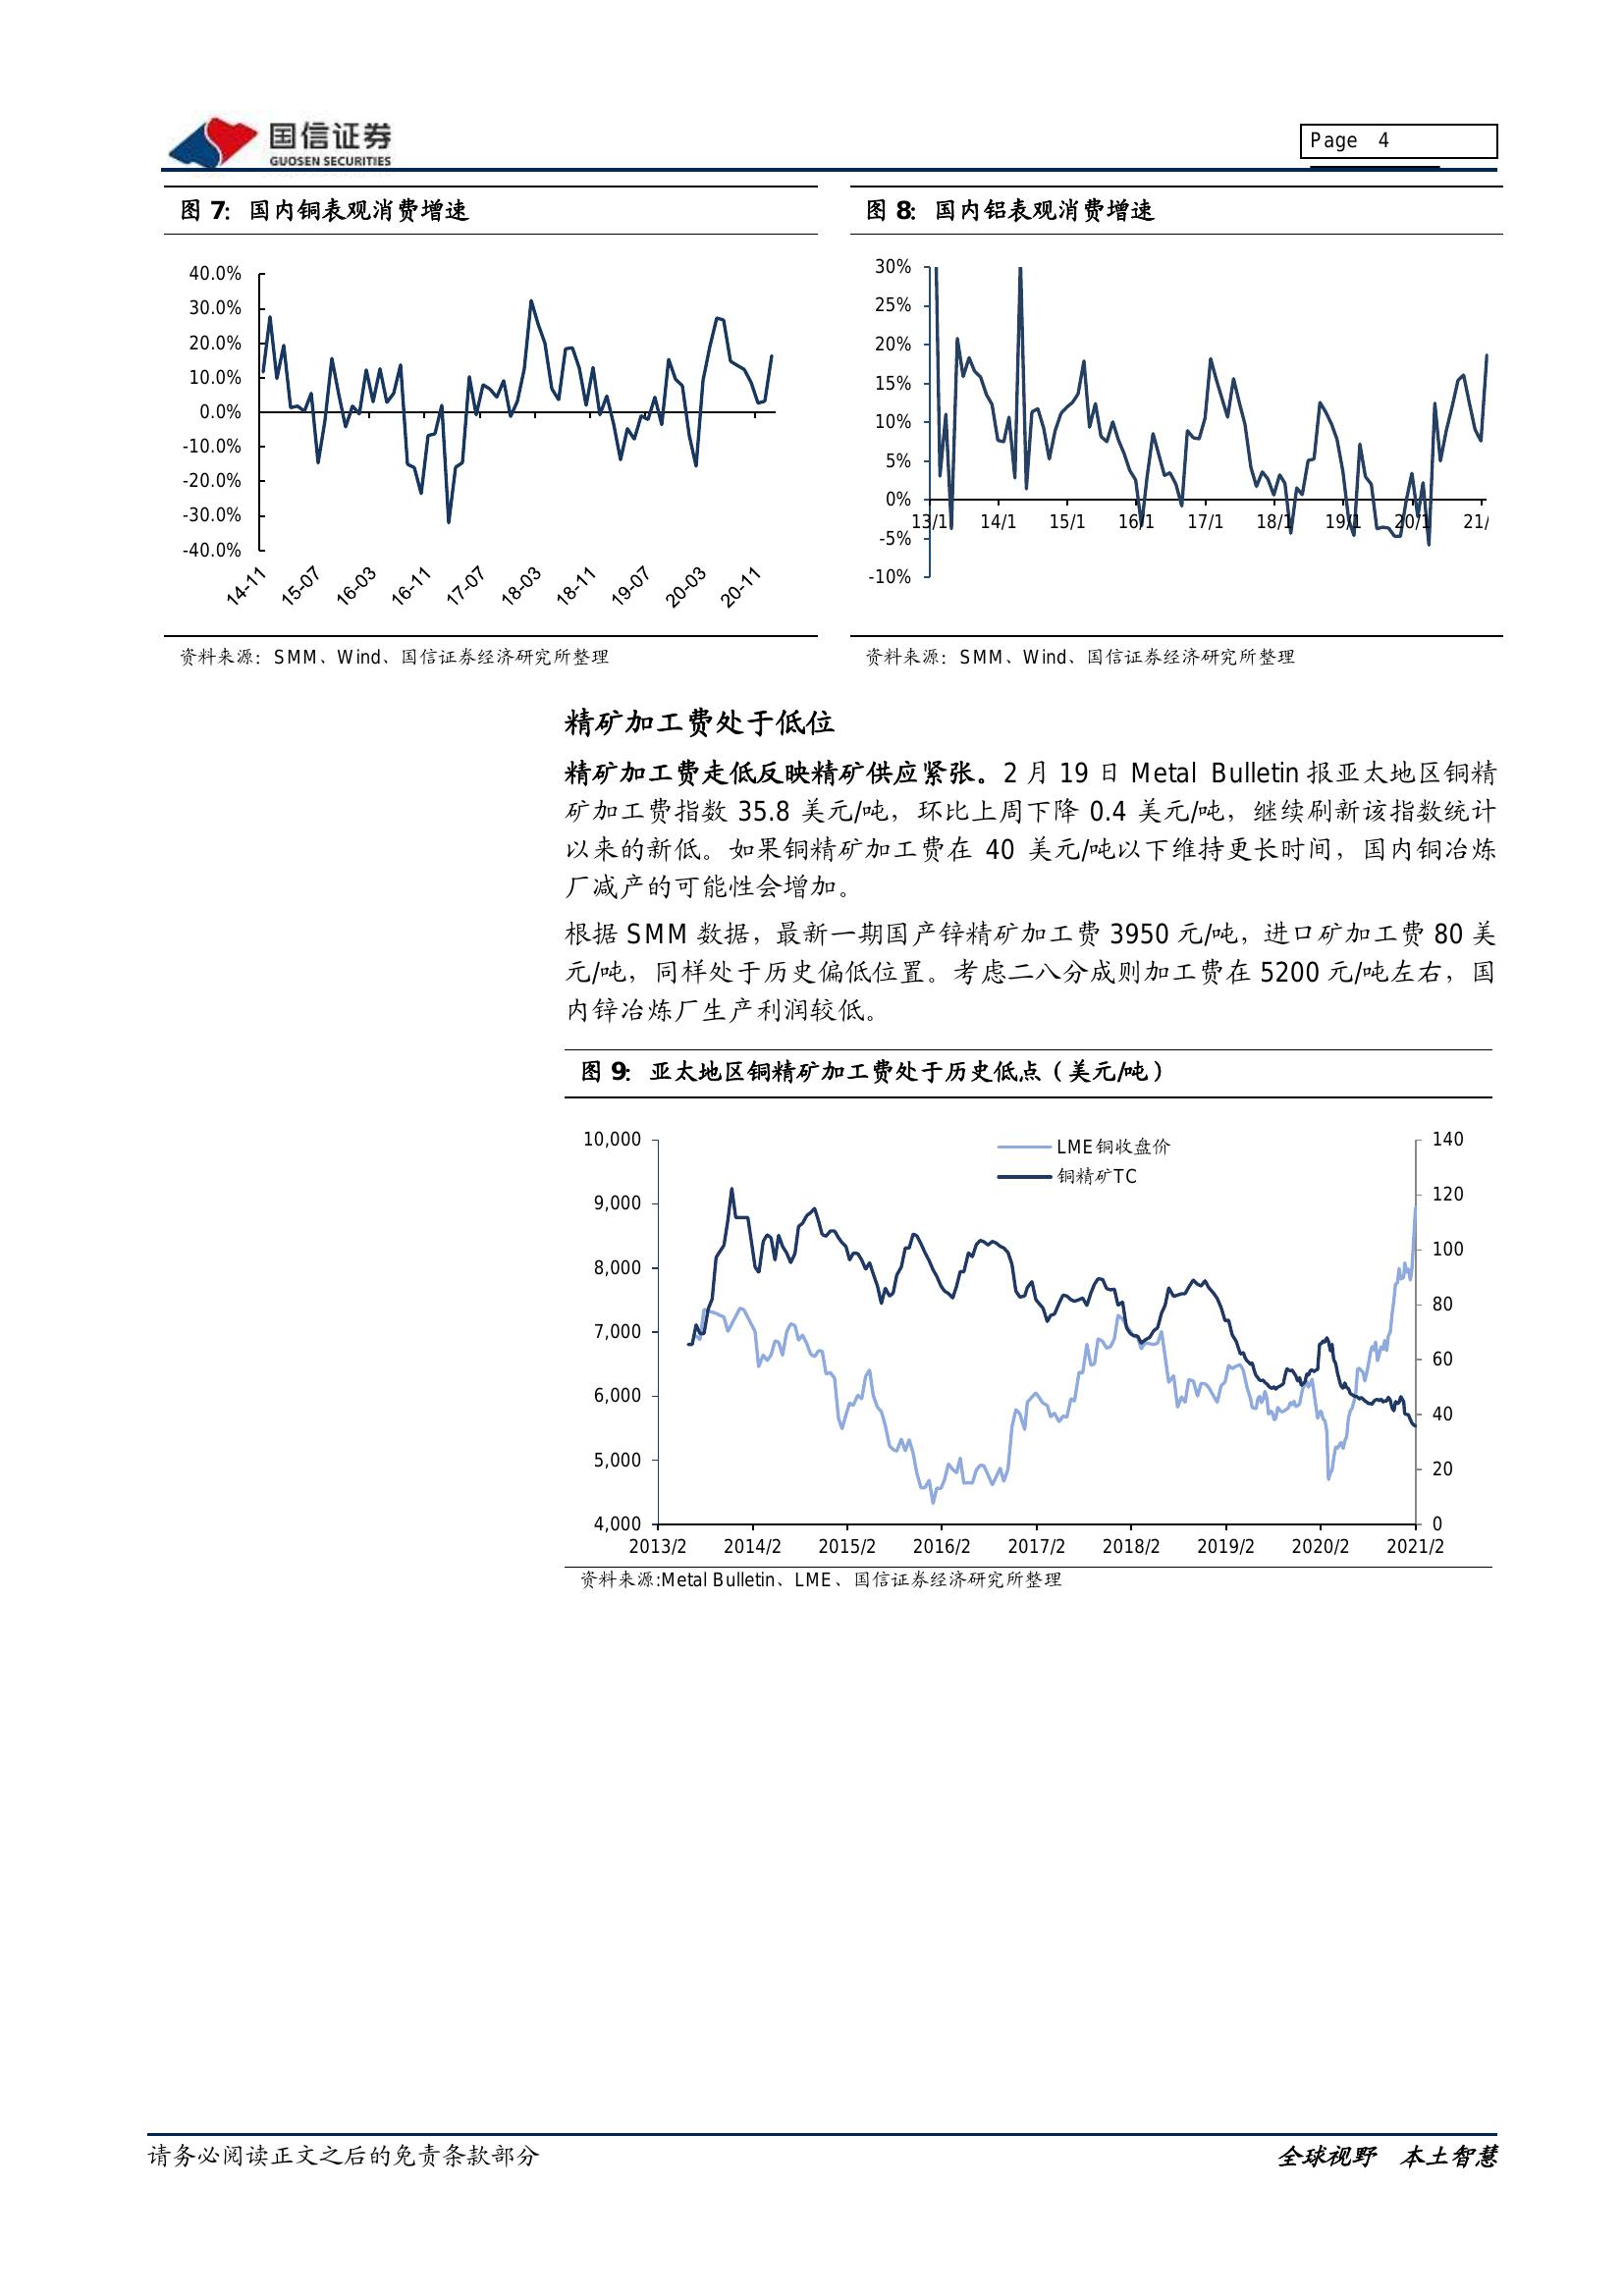 国信证券
GUOSEN SECURITIES
Page 4
图 7：国内铜表观消费增速
40.0%
30.0%
20.0%
10.0%
0.0%
-10.0%
-20.0%
-30.0%
-40.0%
14-11 15-07 16-03 16-11 17-07 18-03 18-11 19-07 20-03 20-11
资料来源：SMM、Wind、国信证券经济研究所整理
图 8：国内铝表观消费增速
30%
25%
20%
15%
10%
5%
0%
13/1 14/1 15/1 16/1 17/1 18/1 19/1 20/1 21/
-5%
-10%
资料来源：SMM、Wind、国信证券经济研究所整理
精矿加工费处于低位
精矿加工费走低反映精矿供应紧张。2 月 19 日 Metal Bulletin 报亚太地区铜精
矿加工费指数 35.8 美元/吨，环比上周下降 0.4 美元/吨，继续刷新该指数统计
以来的新低。如果铜精矿加工费在 40 美元/吨以下维持更长时间，国内铜冶炼
厂减产的可能性会增加。
根据 SMM 数据，最新一期国产锌精矿加工费 3950 元/吨，进口矿加工费 80 美
元/吨，同样处于历史偏低位置。考虑二八分成则加工费在 5200 元/吨左右，国
内锌冶炼厂生产利润较低。
图 9：亚太地区铜精矿加工费处于历史低点（美元/吨）
LME铜收盘价
铜精矿TC
10,000
9,000
8,000
7,000
6,000
5,000
4,000
140
120
100
80
60
40
20
0
2013/2 2014/2 2015/2 2016/2 2017/2 2018/2 2019/2 2020/2 2021/2
资料来源:Metal Bulletin、LME、国信证券经济研究所整理
请务必阅读正文之后的免责条款部分
全球视野 本土智慧